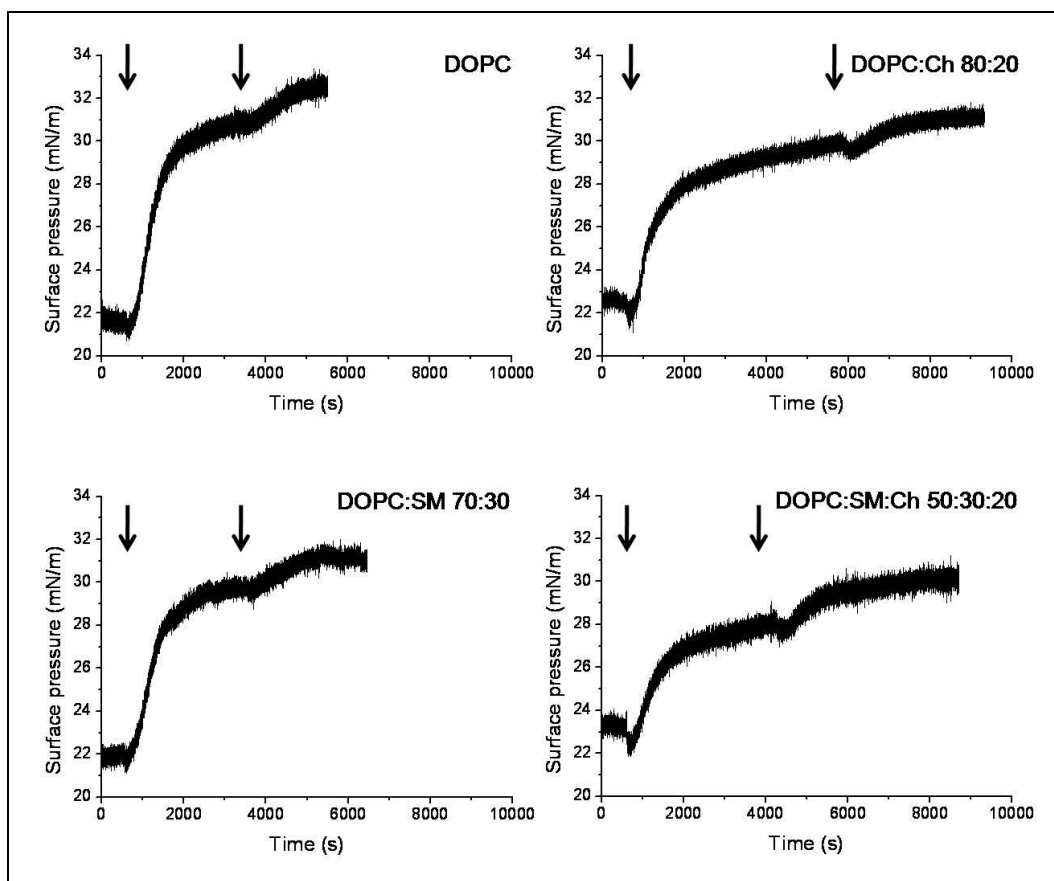 DOPC
Surface pressure (mN/m)
34
32
30
28
26
24
22
20
0 2000 4000 6000 8000 10000
Time (s)
DOPC:Ch 80:20
Surface pressure (mN/m)
34
32
30
28
26
24
22
20
0 2000 4000 6000 8000 10000
Time (s)
DOPC:SM 70:30
Surface pressure (mN/m)
34
32
30
28
26
24
22
20
0 2000 4000 6000 8000 10000
Time (s)
DOPC:SM:Ch 50:30:20
Surface pressure (mN/m)
34
32
30
28
26
24
22
20
0 2000 4000 6000 8000 10000
Time (s)